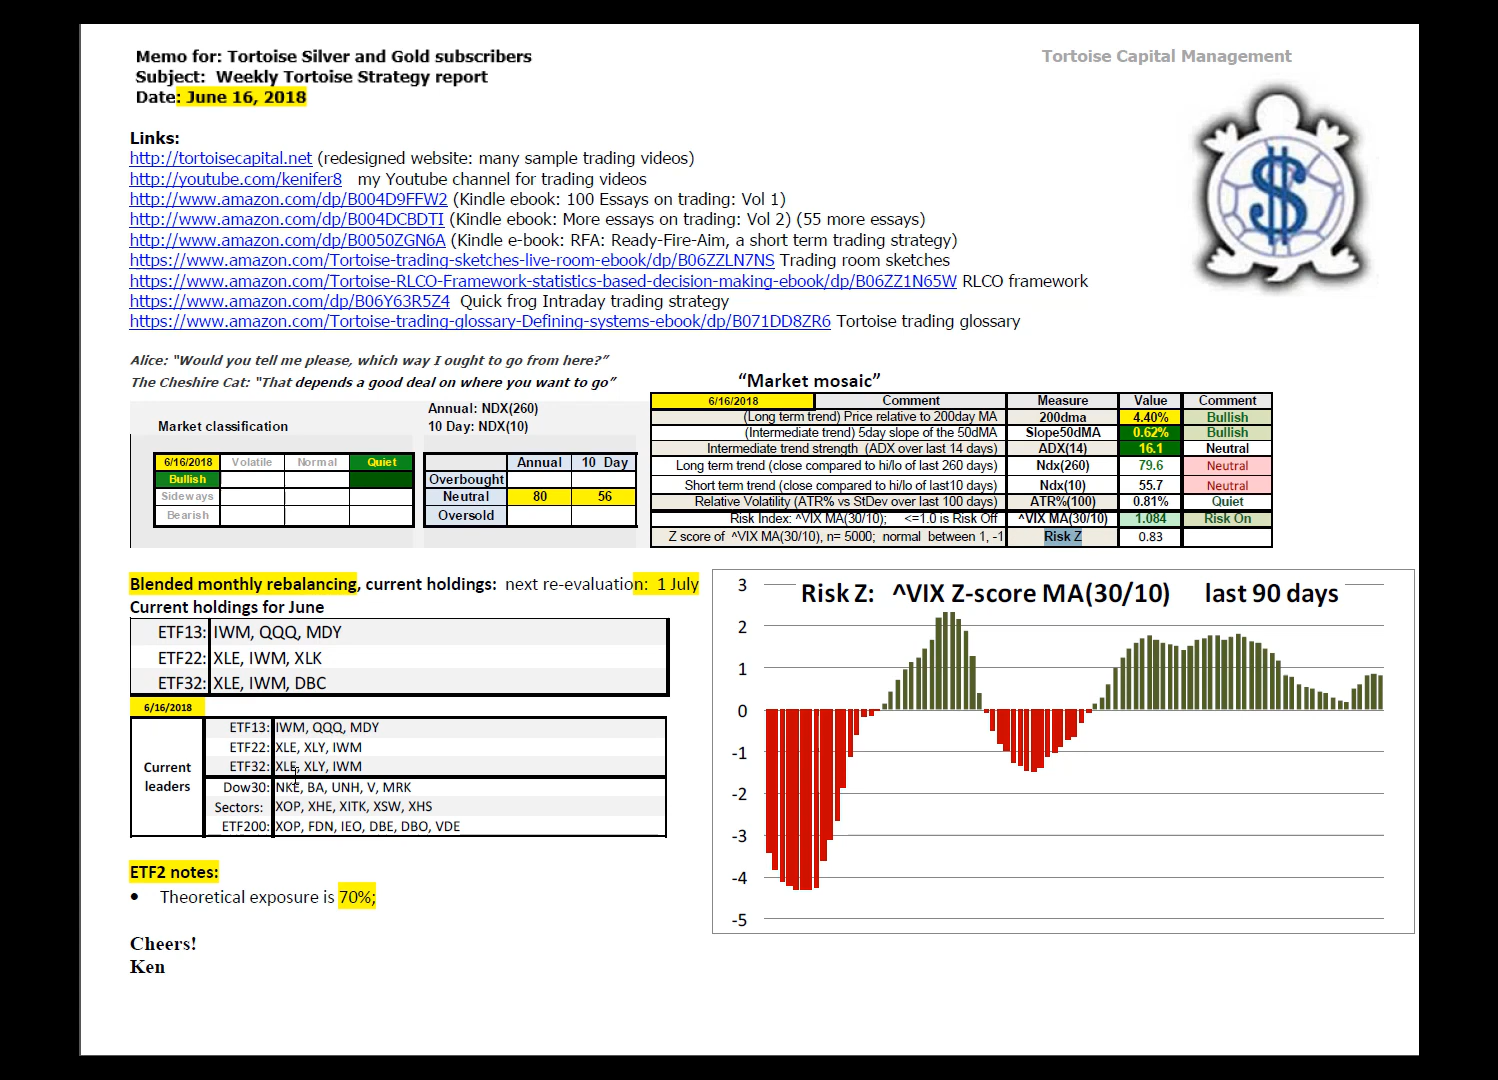 Memo for: Tortoise Silver and Gold subscribers
Tortoise Capital Management
Subject:  Weekly Tortoise Strategy report
Date: June 16, 2018
Links:
http://tortoisecapital.net (redesigned website: many sample trading videos)
http://youtube.com/kenifer8   my Youtube channel for trading videos
http://www.amazon.com/dp/B004D9FFW2 (Kindle ebook: 100 Essays on trading: Vol 1)
http://www.amazon.com/dp/B004DCBDTI (Kindle ebook: More essays on trading: Vol 2) (55 more essays)
http://www.amazon.com/dp/B0050ZGN6A (Kindle e-book: RFA: Ready-Fire-Aim, a short term trading strategy)
https://www.amazon.com/Tortoise-trading-sketches-live-room-ebook/dp/B06ZZLN7NS Trading room sketches
https://www.amazon.com/Tortoise-RLCO-Framework-statistics-based-decision-making-ebook/dp/B06ZZ1N65W RLCO framework
https://www.amazon.com/dp/B06Y63R5Z4  Quick frog Intraday trading strategy
https://www.amazon.com/Tortoise-trading-glossary-Defining-systems-ebook/dp/B071DD8ZR6 Tortoise trading glossary
$
Alice: “Would you tell me please, which way I ought to go from here?”
The Cheshire Cat: “That depends a good deal on where you want to go”
Annual: NDX(260)
Market classification
10 Day: NDX(10)
6/16/2018 Volatile Normal Quiet
Bullish
Sideways
Bearish
Annual 10 Day
Overbought
Neutral 80 56
Oversold
“Market mosaic”
6/16/2018 Comment Measure Value Comment
(Long term trend) Price relative to 200day MA 200dma 4.40% Bullish
(Intermediate trend) 5day slope of the 50dMA Slope50dMA 0.62% Bullish
Intermediate trend strength  (ADX over last 14 days) ADX(14) 16.1 Neutral
Long term trend (close compared to hi/lo of last 260 days) Ndx(260) 79.6 Neutral
Short term trend (close compared to hi/lo of last10 days) Ndx(10) 55.7 Neutral
Relative Volatility (ATR% vs StDev over last 100 days) ATR%(100) 0.81% Quiet
Risk Index: ^VIX MA(30/10);     <=1.0 is Risk Off ^VIX MA(30/10) 1.084 Risk On
Z score of  ^VIX MA(30/10), n= 5000;  normal  between 1, -1 Risk Z 0.83
Blended monthly rebalancing, current holdings:  next re-evaluation:  1 July
Current holdings for June
ETF13: IWM, QQQ, MDY
ETF22: XLE, IWM, XLK
ETF32: XLE, IWM, DBC
6/16/2018
Current leaders
ETF13: IWM, QQQ, MDY
ETF22: XLE, XLY, IWM
ETF32: XLE, XLY, IWM
Dow30: NKE, BA, UNH, V, MRK
Sectors: XOP, XHE, XITK, XSW, XHS
ETF200: XOP, FDN, IEO, DBE, DBO, VDE
Risk Z:   ^VIX Z-score MA(30/10)     last 90 days
3
2
1
0
-1
-2
-3
-4
-5
ETF2 notes:
• Theoretical exposure is 70%;
Cheers!
Ken